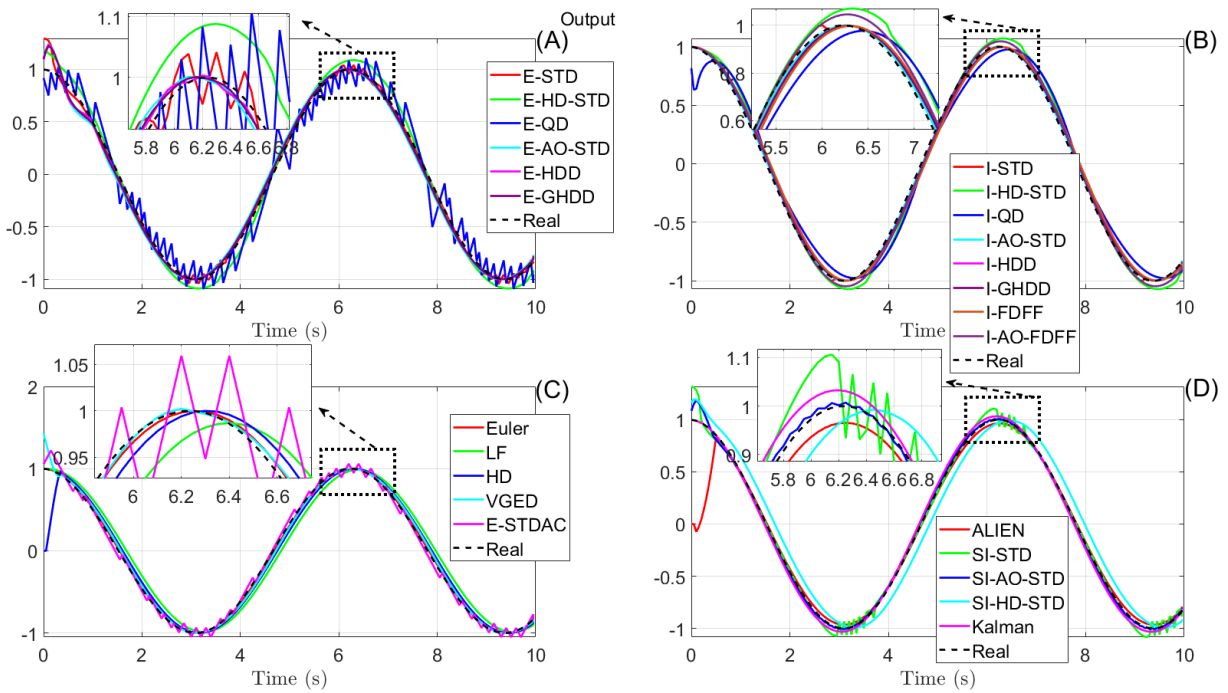 Output
(A)
1.1
1
5.8 6 6.2 6.4 6.6 6.8
1
0.5
0
-0.5
-1
0 2 4 6 8 10
Time (s)
E-STD
E-HD-STD
E-QD
E-AO-STD
E-HDD
E-GHDD
Real
(B)
1
0.8
0.6
5.5 6 6.5 7
1
0.5
0
-0.5
-1
0 2 4 8 10
Time
I-STD
I-HD-STD
I-QD
I-AO-STD
I-HDD
I-GHDD
I-FDFF
I-AO-FDFF
Real
(C)
1.05
1
0.95
6 6.2 6.4 6.6
2
1
0
-1
0 2 4 6 8 10
Time (s)
Euler
LF
HD
VGED
E-STDAC
Real
(D)
1.1
1
0.9
5.8 6 6.2 6.4 6.6 6.8
1
0.5
0
-0.5
-1
0 2 4 6 8 10
Time (s)
ALIEN
SI-STD
SI-AO-STD
SI-HD-STD
Kalman
Real